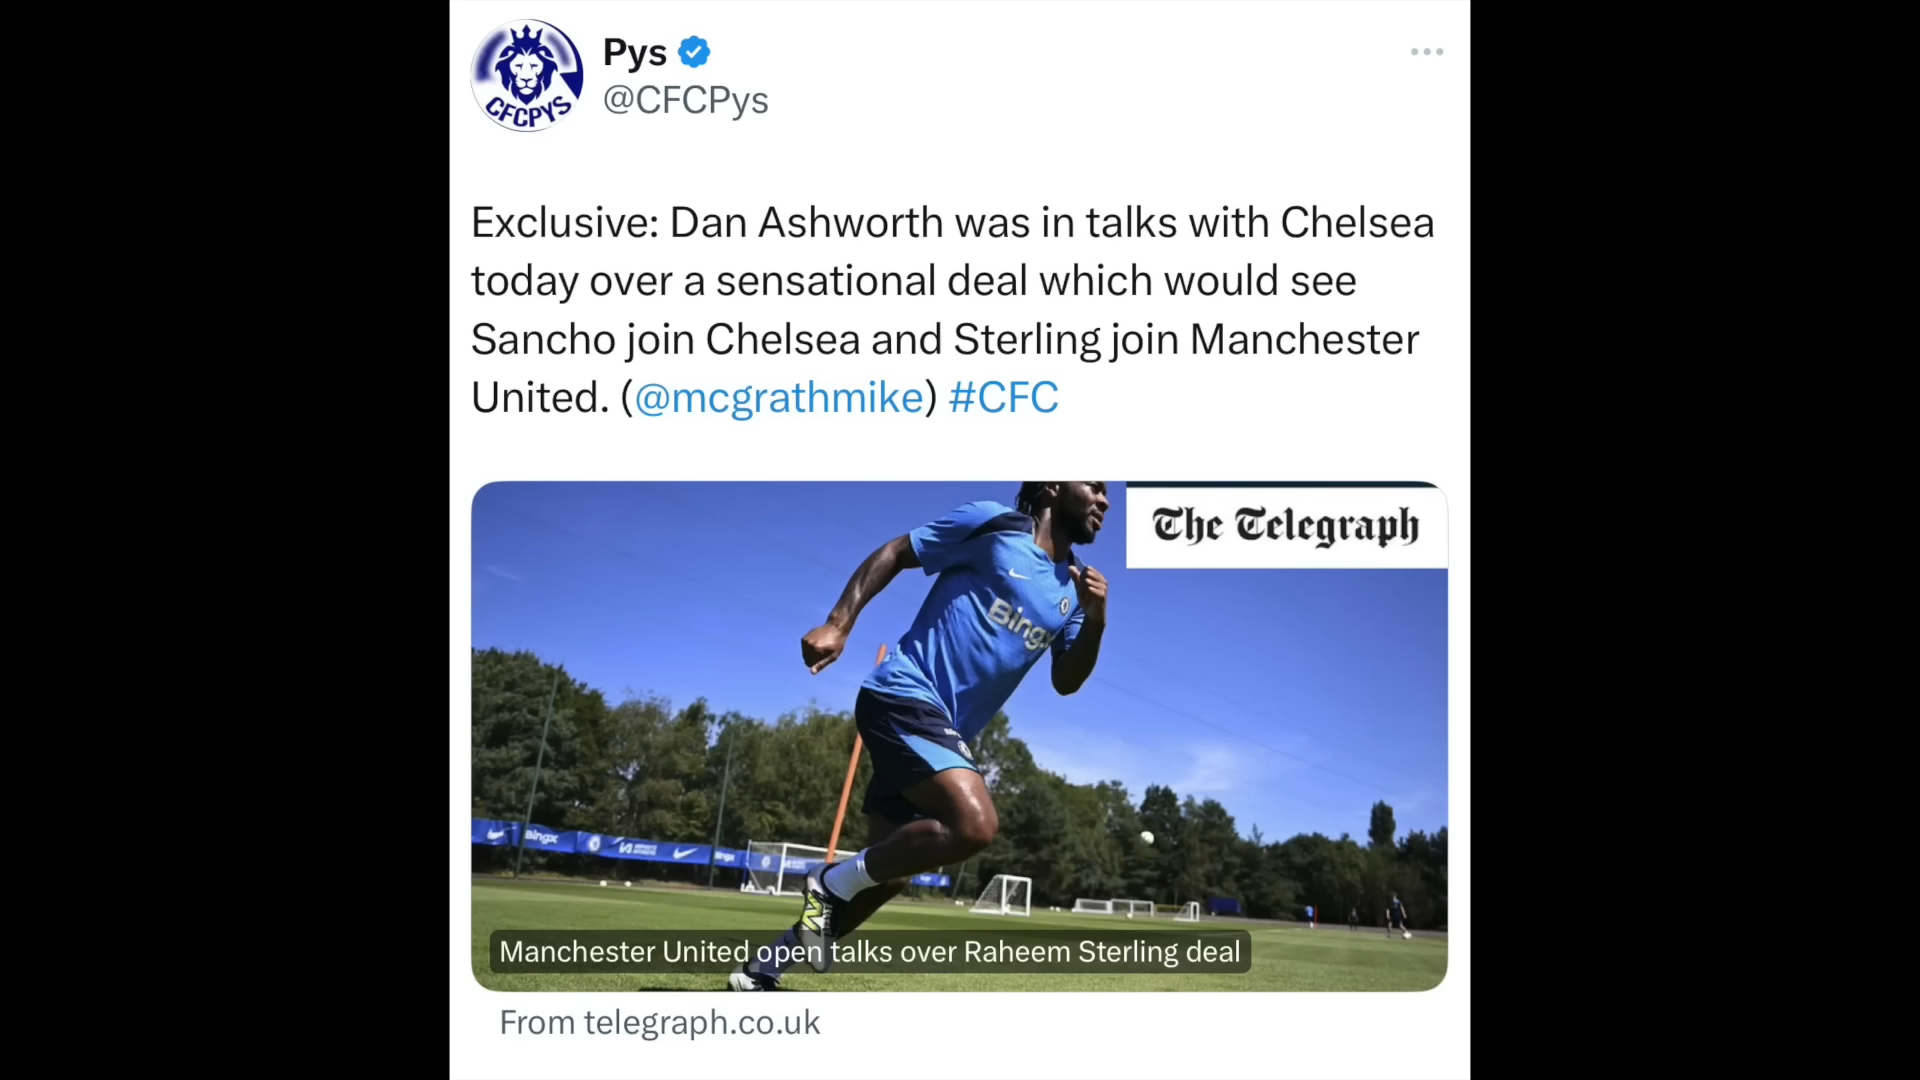 CFCPYS
Pys
@CFCPys
Exclusive: Dan Ashworth was in talks with Chelsea
today over a sensational deal which would see
Sancho join Chelsea and Sterling join Manchester
United. (@mcgrathmike) #CFC
The Telegraph
Bingx
Bingx
Bingx
Manchester United open talks over Raheem Sterling deal
From telegraph.co.uk